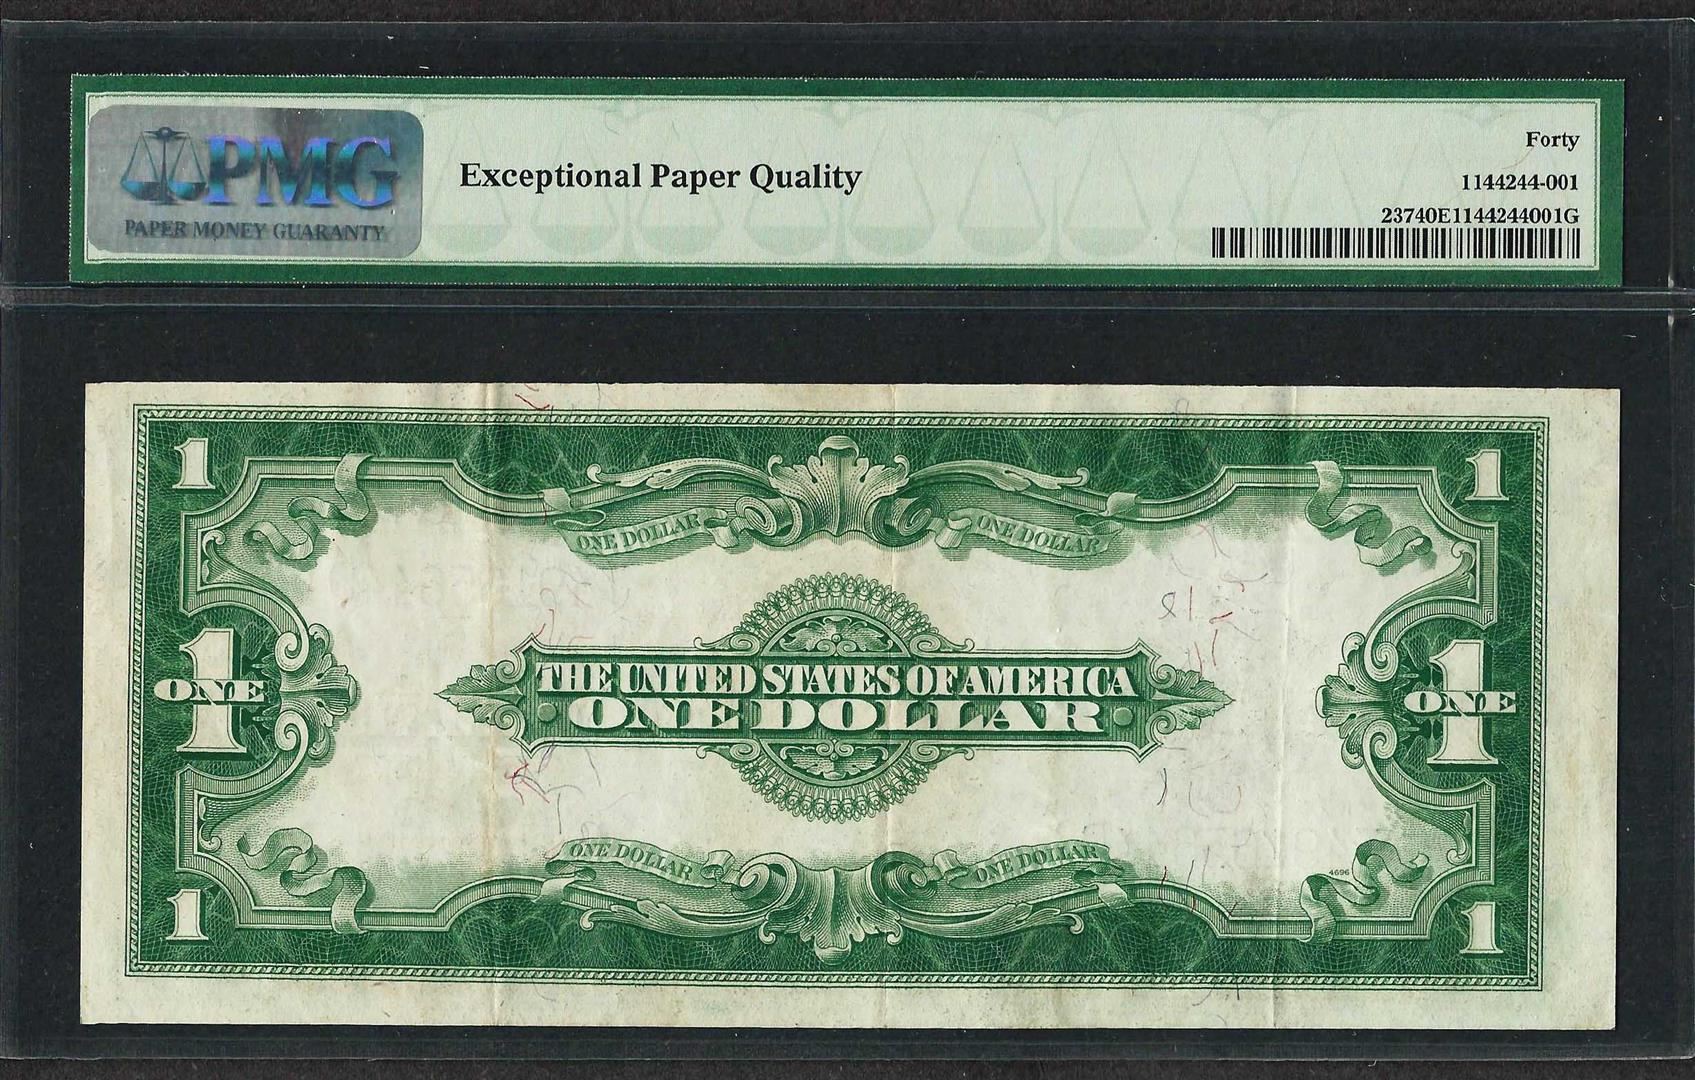 PMG
PAPER MONEY GUARANTY
Exceptional Paper Quality
Forty
1144244-001
23740E1144244001G
1
1
ONE DOLLAR
ONE DOLLAR
THE UNITED STATES OF AMERICA
ONE DOLLAR
1
ONE
1
ONE
ONE DOLLAR
ONE DOLLAR
4696
1
1